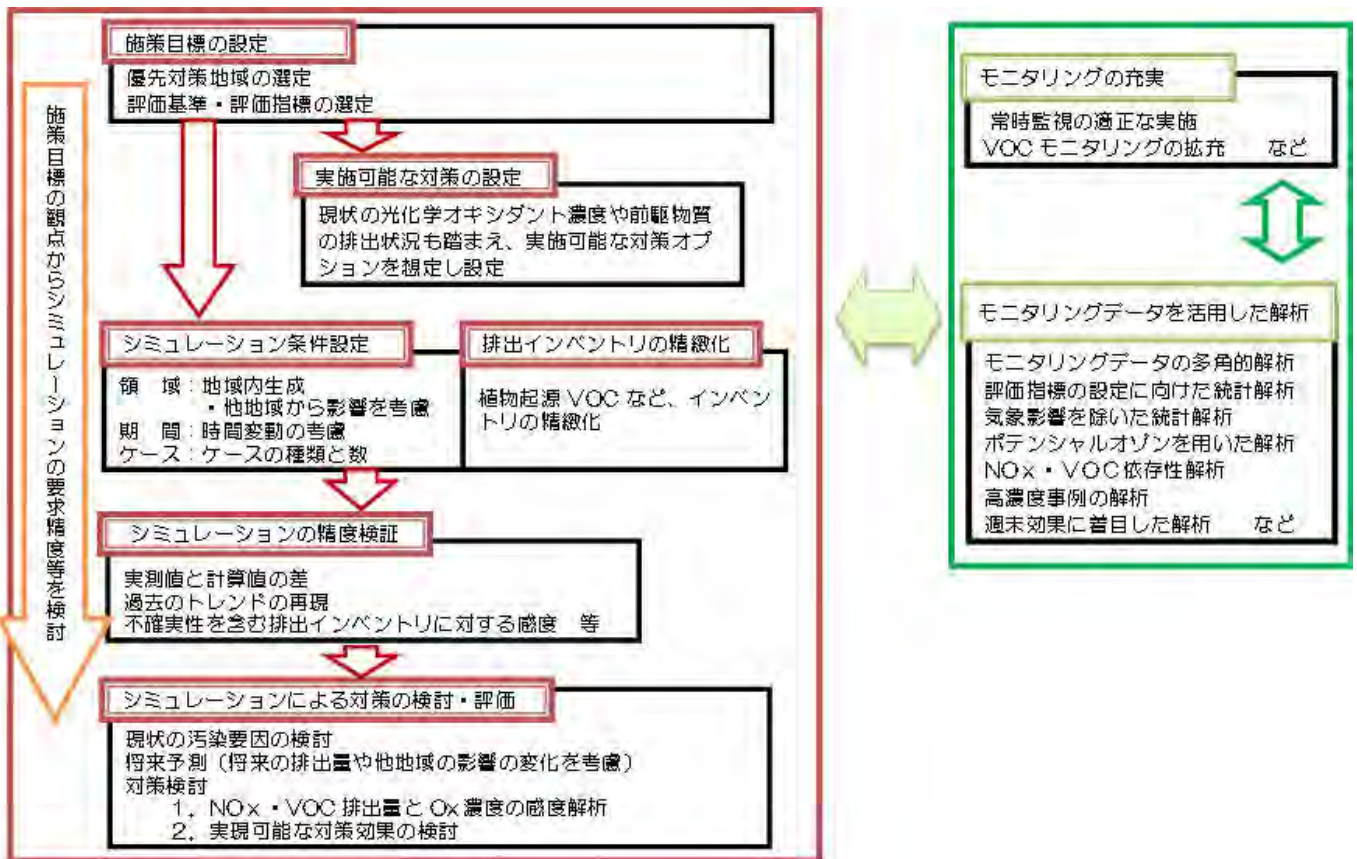 施策目標の設定
優先対策地域の選定
評価基準・評価指標の選定
施策目標の観点からシミュレーションの要求精度等を検討
実施可能な対策の設定
現状の光化学オキシダント濃度や前駆物質
の排出状況も踏まえ、実施可能な対策オプ
ションを想定し設定
シミュレーション条件設定
領　域：地域内生成
・他地域から影響を考慮
期　間：時間変動の考慮
ケース：ケースの種類と数
排出インベントリの精緻化
植物起源 VOC など、インベン
トリの精緻化
シミュレーションの精度検証
実測値と計算値の差
過去のトレンドの再現
不確実性を含む排出インベントリに対する感度　等
シミュレーションによる対策の検討・評価
現状の汚染要因の検討
将来予測（将来の排出量や他地域の影響の変化を考慮）
対策検討
1．NOx・VOC 排出量と Ox 濃度の感度解析
2．実現可能な対策効果の検討
モニタリングの充実
常時監視の適正な実施
VOC モニタリングの拡充　など
モニタリングデータを活用した解析
モニタリングデータの多角的解析
評価指標の設定に向けた統計解析
気象影響を除いた統計解析
ポテンシャルオゾンを用いた解析
NOx・VOC依存性解析
高濃度事例の解析
週末効果に着目した解析　など